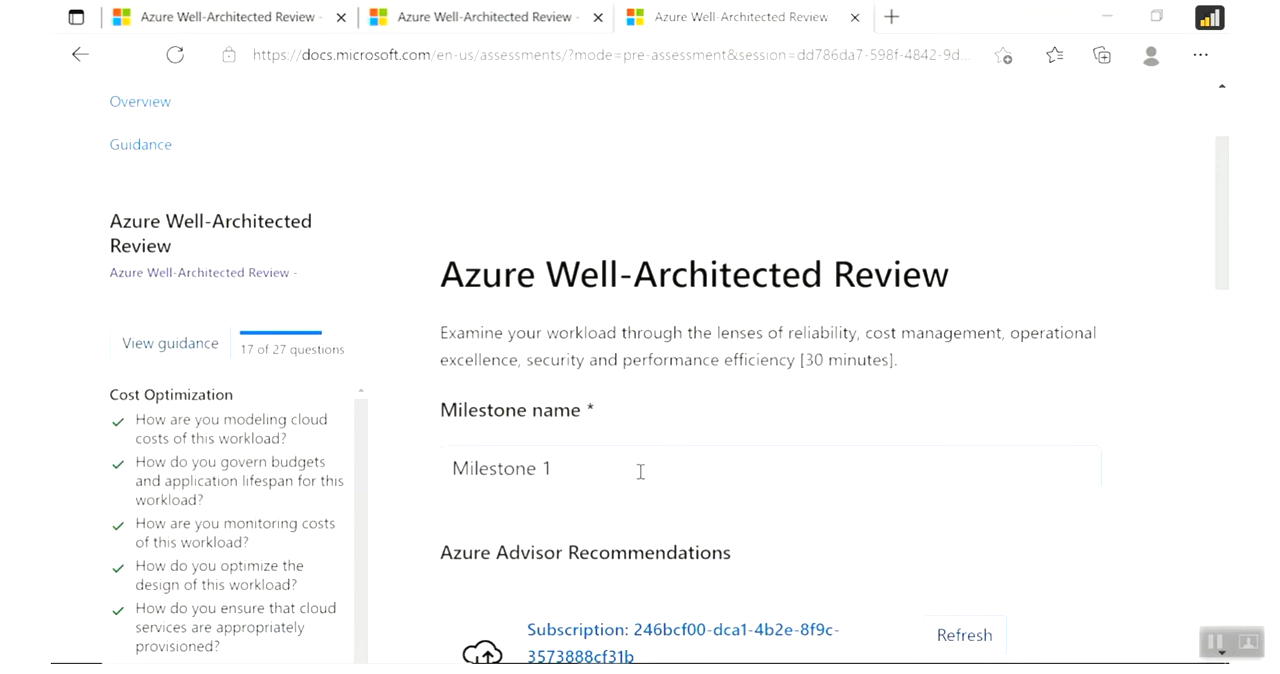 Azure Well-Architected Review -
Azure Well-Architected Review -
Azure Well-Architected Review
https://docs.microsoft.com/en-us/assessments/?mode=pre-assessment&session=dd786da7-598f-4842-9d...
Overview
Guidance
Azure Well-Architected
Review
Azure Well-Architected Review -
View guidance
17 of 27 questions
Cost Optimization
How are you modeling cloud
costs of this workload?
How do you govern budgets
and application lifespan for this
workload?
How are you monitoring costs
of this workload?
How do you optimize the
design of this workload?
How do you ensure that cloud
services are appropriately
provisioned?
Azure Well-Architected Review
Examine your workload through the lenses of reliability, cost management, operational
excellence, security and performance efficiency [30 minutes].
Milestone name *
Milestone 1
Azure Advisor Recommendations
Subscription: 246bcf00-dca1-4b2e-8f9c-
3573888cf31b
Refresh